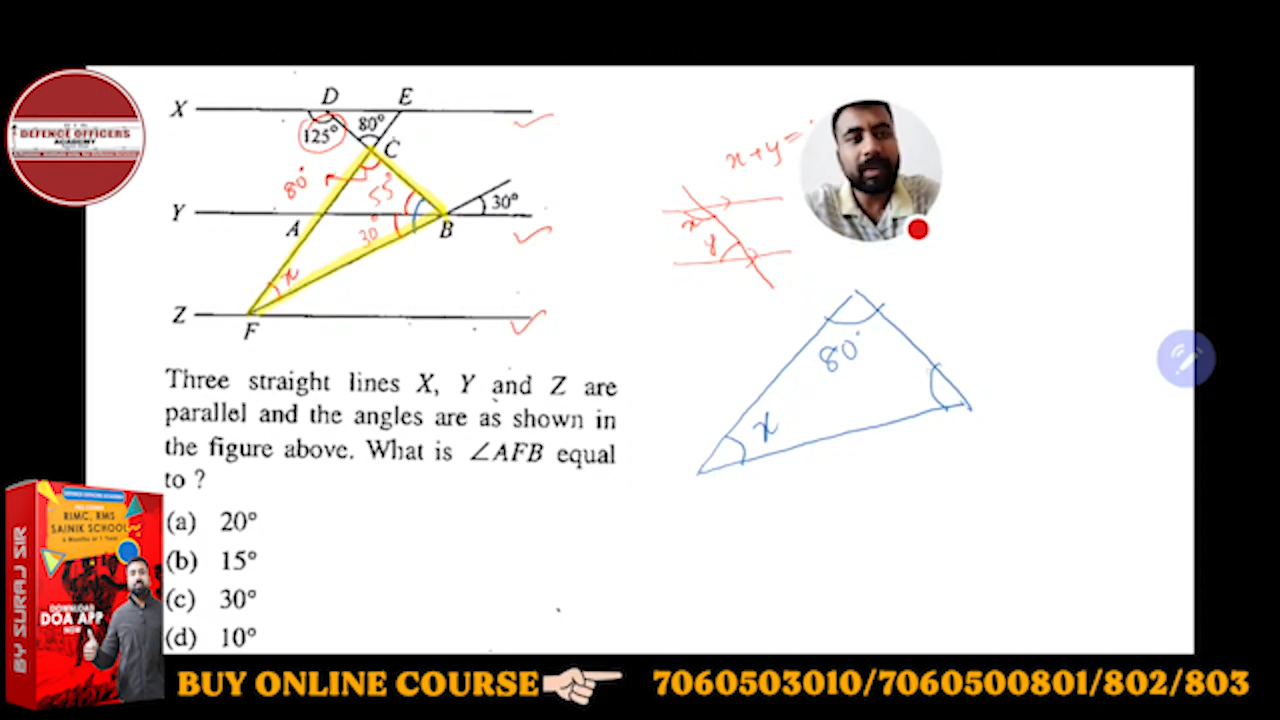 DEFENCE OFFICERS
ACADEMY
X
D
E
125°
80°
C
80°
55°
Y
A
30°
B
30°
x
Z
F
x+y=
x
y
80°
x
Three straight lines X, Y and Z are
parallel and the angles are as shown in
the figure above. What is ∠AFB equal
to ?
(a) 20°
(b) 15°
(c) 30°
(d) 10°
BY SURAJ SIR
RIMC, RMS
SAINIK SCHOOL
DOWNLOAD
DOA APP
NOW
BUY ONLINE COURSE
7060503010/7060500801/802/803